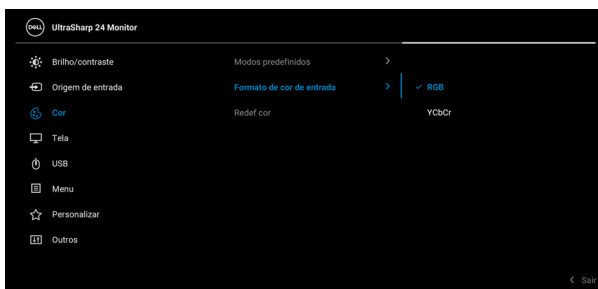 DELL UltraSharp 24 Monitor
Brilho/contraste Modos predefinidos >
Origem de entrada Formato de cor de entrada > ✓ RGB
Cor Redef cor YCbCr
Tela
USB
Menu
Personalizar
Outros
< Sair